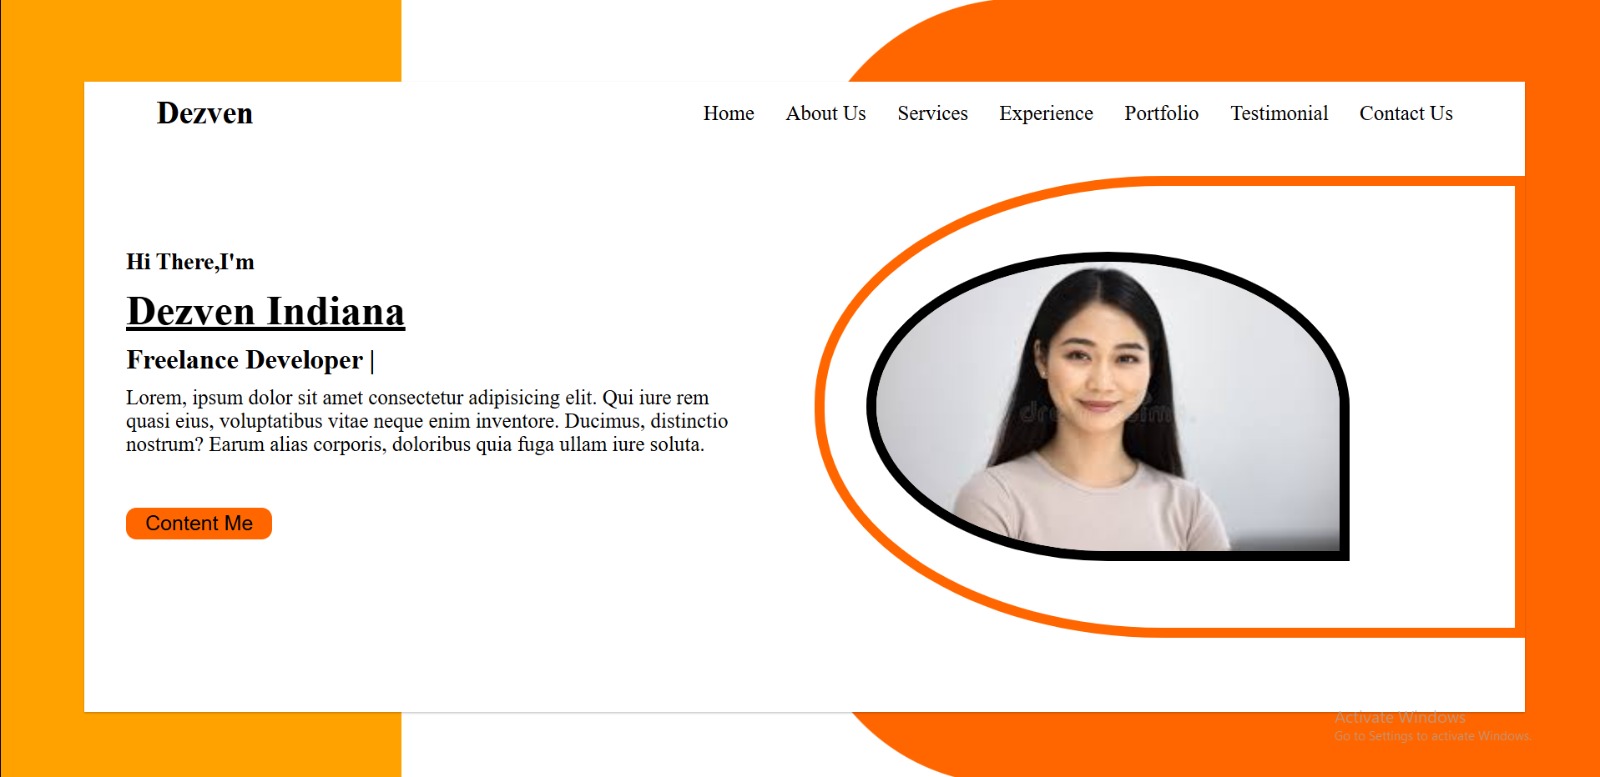 Dezven
Home About Us Services Experience Portfolio Testimonial Contact Us
Hi There,I'm
Dezven Indiana
Freelance Developer |
Lorem, ipsum dolor sit amet consectetur adipisicing elit. Qui iure rem
quasi eius, voluptatibus vitae neque enim inventore. Ducimus, distinctio
nostrum? Earum alias corporis, doloribus quia fuga ullam iure soluta.
Content Me
Activate Windows
Go to Settings to activate Windows.